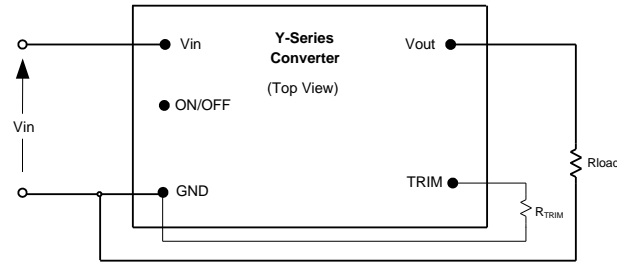 Y-Series
Converter
(Top View)
Vin
Vout
ON/OFF
Vin
GND
TRIM
Rload
RTRIM